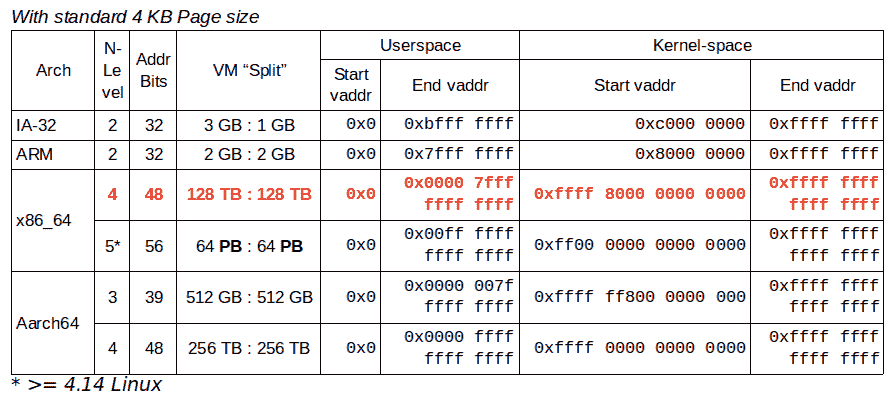 With standard 4 KB Page size
Userspace Kernel-space
Arch N-Le vel Addr Bits VM “Split” Start vaddr End vaddr Start vaddr End vaddr
IA-32 2 32 3 GB : 1 GB 0x0 0xbfff ffff 0xc000 0000 0xffff ffff
ARM 2 32 2 GB : 2 GB 0x0 0x7fff ffff 0x8000 0000 0xffff ffff
x86_64 4 48 128 TB : 128 TB 0x0 0x0000 7fff ffff ffff 0xffff 8000 0000 0000 0xffff ffff ffff ffff
5* 56 64 PB : 64 PB 0x0 0x00ff ffff ffff ffff 0xff00 0000 0000 0000 0xffff ffff ffff ffff
Aarch64 3 39 512 GB : 512 GB 0x0 0x0000 007f ffff ffff 0xffff ff800 0000 000 0xffff ffff ffff ffff
4 48 256 TB : 256 TB 0x0 0x0000 ffff ffff ffff 0xffff 0000 0000 0000 0xffff ffff ffff ffff
* >= 4.14 Linux